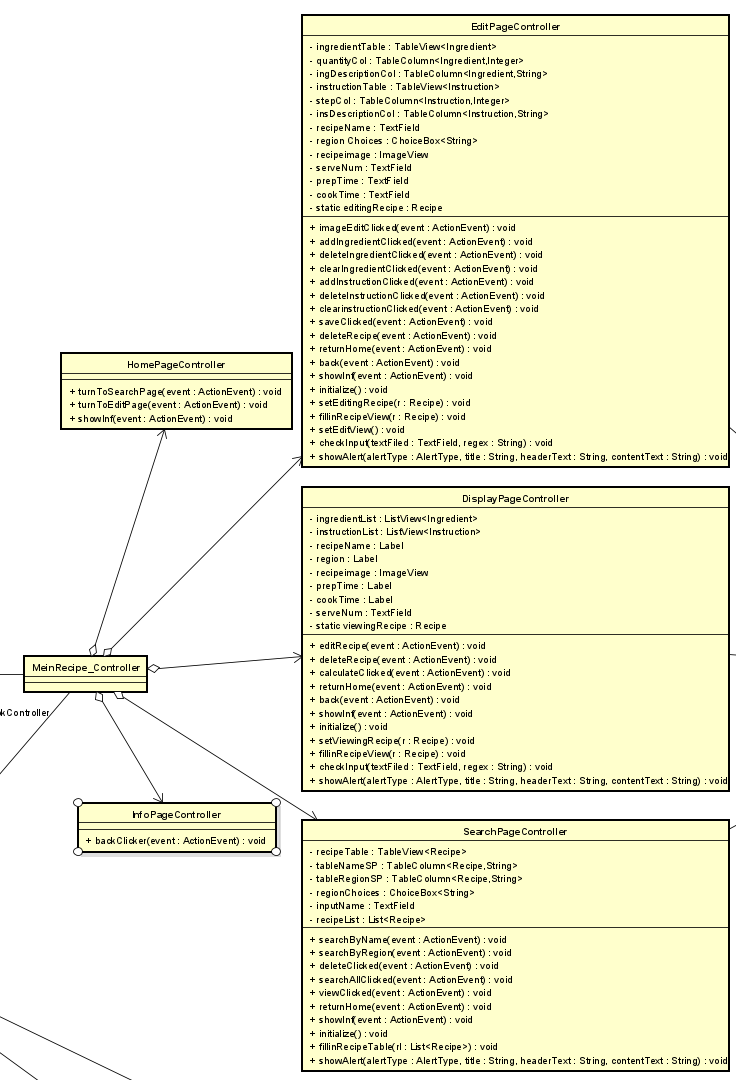 EditPageController
- ingredientTable : TableView<Ingredient>
- quantityCol : TableColumn<Ingredient,Integer>
- ingDescriptionCol : TableColumn<Ingredient,String>
- instructionTable : TableView<Instruction>
- stepCol : TableColumn<Instruction,Integer>
- insDescriptionCol : TableColumn<Instruction,String>
- recipeName : TextField
- region Choices : ChoiceBox<String>
- recipeimage : ImageView
- serveNum : TextField
- prepTime : TextField
- cookTime : TextField
- static editingRecipe : Recipe
+ imageEditClicked(event : ActionEvent) : void
+ addIngredientClicked(event : ActionEvent) : void
+ deleteIngredientClicked(event : ActionEvent) : void
+ clearIngredientClicked(event : ActionEvent) : void
+ addInstructionClicked(event : ActionEvent) : void
+ deleteInstructionClicked(event : ActionEvent) : void
+ clearinstructionClicked(event : ActionEvent) : void
+ saveClicked(event : ActionEvent) : void
+ deleteRecipe(event : ActionEvent) : void
+ returnHome(event : ActionEvent) : void
+ back(event : ActionEvent) : void
+ showInf(event : ActionEvent) : void
+ initialize() : void
+ setEditingRecipe(r : Recipe) : void
+ fillinRecipeView(r : Recipe) : void
+ setEditView() : void
+ checkInput(textFiled : TextField, regex : String) : void
+ showAlert(alertType : AlertType, title : String, headerText : String, contentText : String) : void
HomePageController
+ turnToSearchPage(event : ActionEvent) : void
+ turnToEditPage(event : ActionEvent) : void
+ showInf(event : ActionEvent) : void
DisplayPageController
- ingredientList : ListView<Ingredient>
- instructionList : ListView<Instruction>
- recipeName : Label
- region : Label
- recipeimage : ImageView
- prepTime : Label
- cookTime : Label
- serveNum : TextField
- static viewingRecipe : Recipe
+ editRecipe(event : ActionEvent) : void
+ deleteRecipe(event : ActionEvent) : void
+ calculateClicked(event : ActionEvent) : void
+ returnHome(event : ActionEvent) : void
+ back(event : ActionEvent) : void
+ showInf(event : ActionEvent) : void
+ initialize() : void
+ setViewingRecipe(r : Recipe) : void
+ fillinRecipeView(r : Recipe) : void
+ checkInput(textFiled : TextField, regex : String) : void
+ showAlert(alertType : AlertType, title : String, headerText : String, contentText : String) : void
MeinRecipe_Controller
kController
InfoPageController
+ backClicker(event : ActionEvent) : void
SearchPageController
- recipeTable : TableView<Recipe>
- tableNameSP : TableColumn<Recipe,String>
- tableRegionSP : TableColumn<Recipe,String>
- regionChoices : ChoiceBox<String>
- inputName : TextField
- recipeList : List<Recipe>
+ searchByName(event : ActionEvent) : void
+ searchByRegion(event : ActionEvent) : void
+ deleteClicked(event : ActionEvent) : void
+ searchAllClicked(event : ActionEvent) : void
+ viewClicked(event : ActionEvent) : void
+ returnHome(event : ActionEvent) : void
+ showInf(event : ActionEvent) : void
+ initialize() : void
+ fillinRecipeTable(rl : List<Recipe>) : void
+ showAlert(alertType : AlertType, title : String, headerText : String, contentText : String) : void